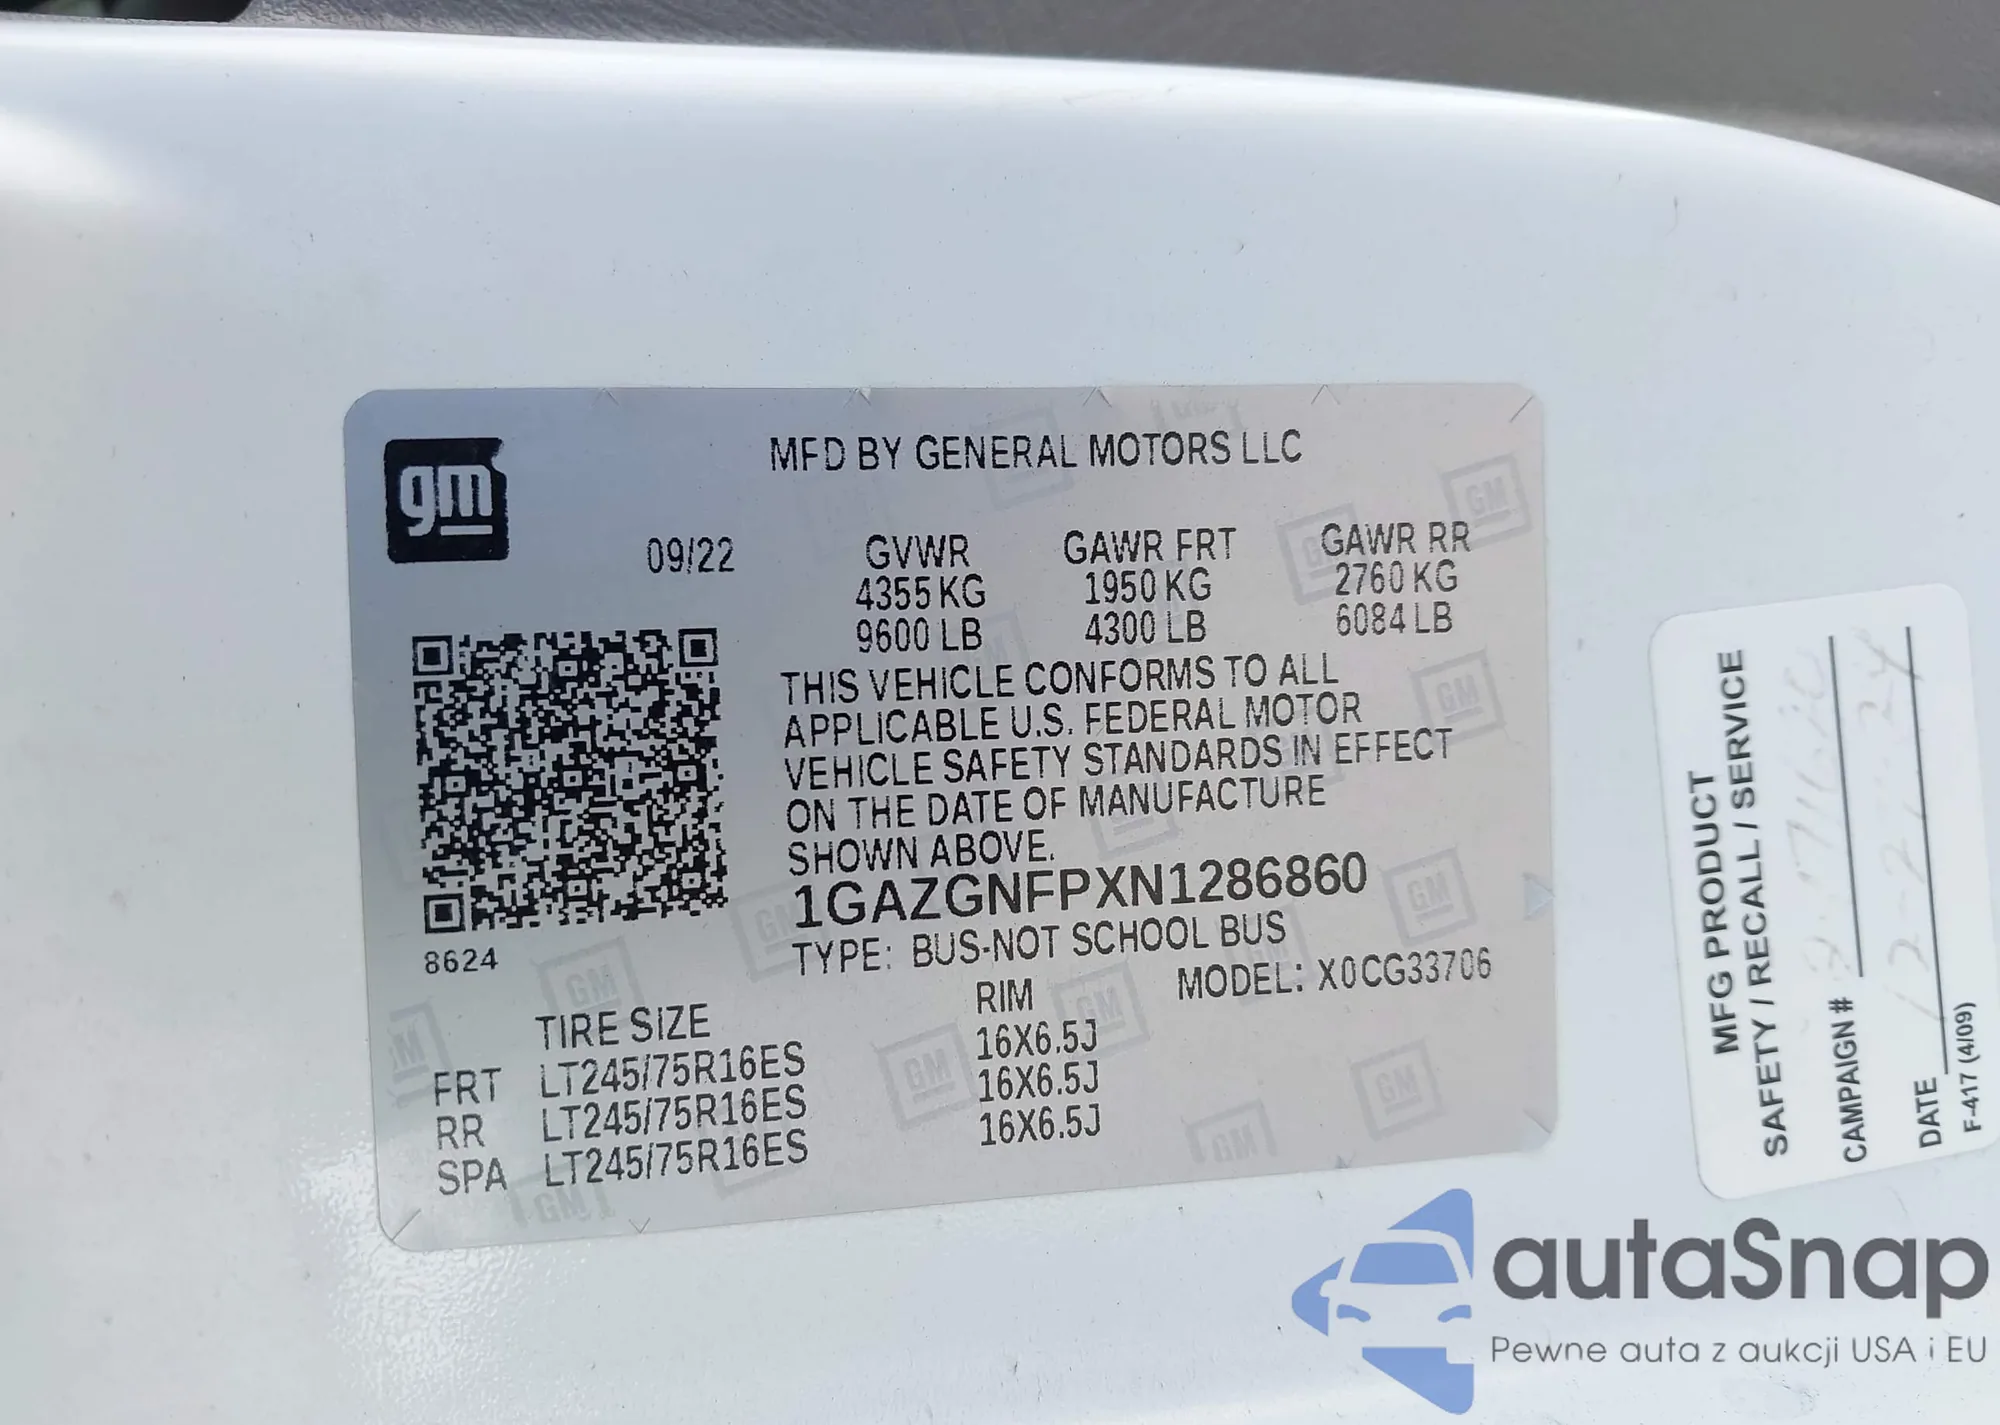 gm
MFD BY GENERAL MOTORS LLC
09/22 GVWR GAWR FRT GAWR RR
4355 KG 1950 KG 2760 KG
9600 LB 4300 LB 6084 LB
THIS VEHICLE CONFORMS TO ALL
APPLICABLE U.S. FEDERAL MOTOR
VEHICLE SAFETY STANDARDS IN EFFECT
ON THE DATE OF MANUFACTURE
SHOWN ABOVE.
1GAZGNFPXN1286860
TYPE: BUS-NOT SCHOOL BUS
8624
MODEL: X0CG33706
TIRE SIZE RIM
FRT LT245/75R16ES 16X6.5J
RR LT245/75R16ES 16X6.5J
SPA LT245/75R16ES 16X6.5J
MFG PRODUCT
SAFETY / RECALL / SERVICE
CAMPAIGN #
DATE
F-417 (4/09)
autaSnap
Pewne auta z aukcji USA i EU